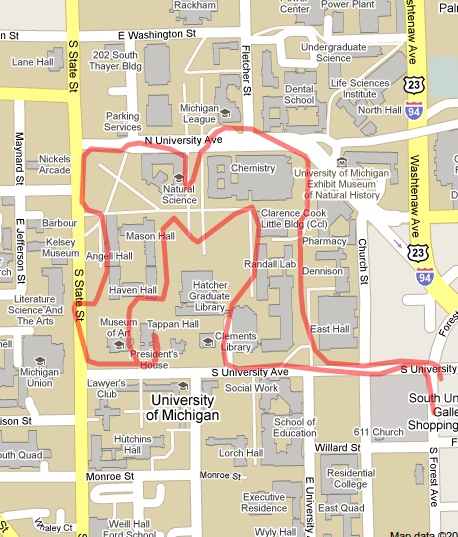 Rackham
Center
Power Plant
Palm
E Washington St
n St
Lane Hall
S State St
202 South
Thayer Bldg
Fletcher St
Undergraduate
Science
Washtenaw Ave
23
94
Life Sciences
Institute
Dental
School
Michigan
League
North Hall
Parking
Services
N University Ave
Maynard St
Nickels
Arcade
Natural
Science
Chemistry
University of Michigan
Exhibit Museum
of Natural History
Washtenaw Ave
E Jefferson St
Barbour
Kelsey
Museum
Mason Hall
Clarence Cook
Little Bldg (Ccl)
Pharmacy
Church St
23
94
Angell Hall
Randall Lab
Dennison
S State St
Haven Hall
Hatcher
Graduate
Library
Literature
Science And
The Arts
Museum
of Art
Tappan Hall
Clements
Library
East Hall
Fores
President's
House
Michigan
Union
S University Ave
S University
Lawyer's
Club
University
of Michigan
Social Work
South Un
Galle
Shopping
School of
Education
611 Church
ison St
Hutchins
Hall
Lorch Hall
Willard St
South Quad
Monroe St
Monroe St
Residential
College
S Forest Ave
Executive
Residence
E University Ave
East Quad
Whaley Ct
Weill Hall
Ford School
Wyly Hall
Map data ©20